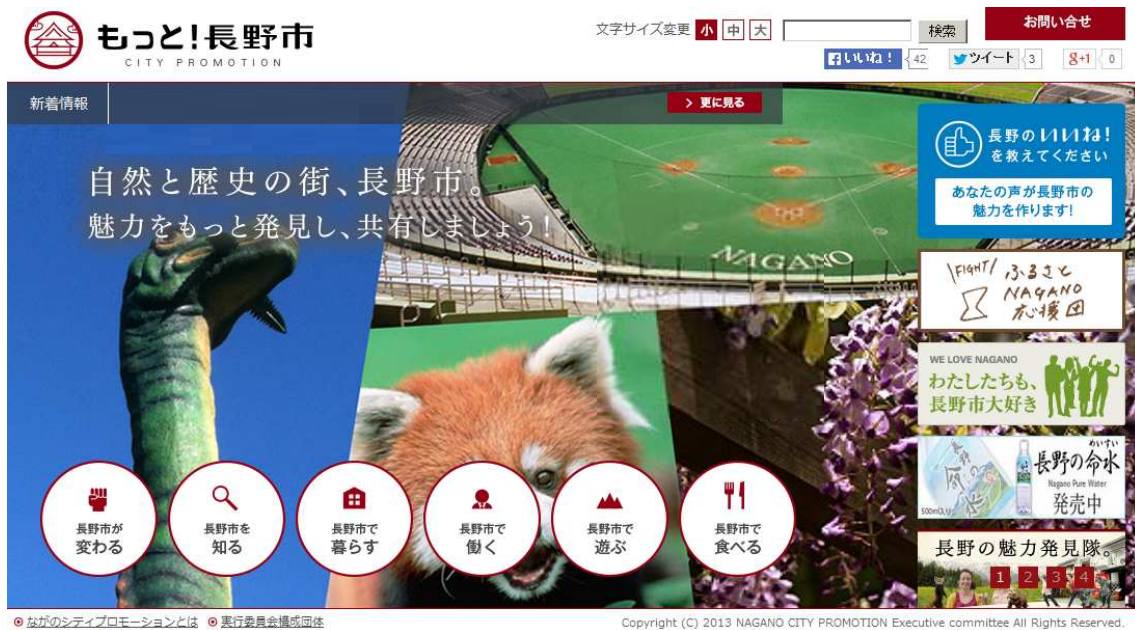 もっと!長野市
CITY PROMOTION
文字サイズ変更 小 中 大
検索
お問い合せ
いいね! 42
ツイート 3
g+1 0
新着情報
> 更に見る
自然と歴史の街、長野市。
魅力をもっと発見し、共有しましょう!
NAGANO
長野のいいね!
を教えてください
あなたの声が長野市の
魅力を作ります!
FIGHT
ふるさと
NAGANO
応援団
WE LOVE NAGANO
わたしたちも、
長野市大好き
めいすい
長野の命水
Nagano Pure Water
発売中
500mL
長野の魅力発見隊。
1 2 3 4
長野市が
変わる
長野市を
知る
長野市で
暮らす
長野市で
働く
長野市で
遊ぶ
長野市で
食べる
ながのシティプロモーションとは
実行委員会構成団体
Copyright (C) 2013 NAGANO CITY PROMOTION Executive committee All Rights Reserved.